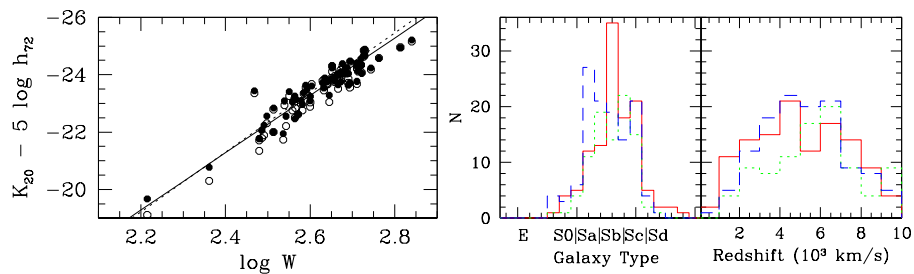 -26
-24
-22
-20
K20 - 5 log h72
2.2 2.4 2.6 2.8
log W
30
20
10
0
N
E S0|Sa|Sb|Sc|Sd
Galaxy Type
2 4 6 8 10
Redshift (10³ km/s)